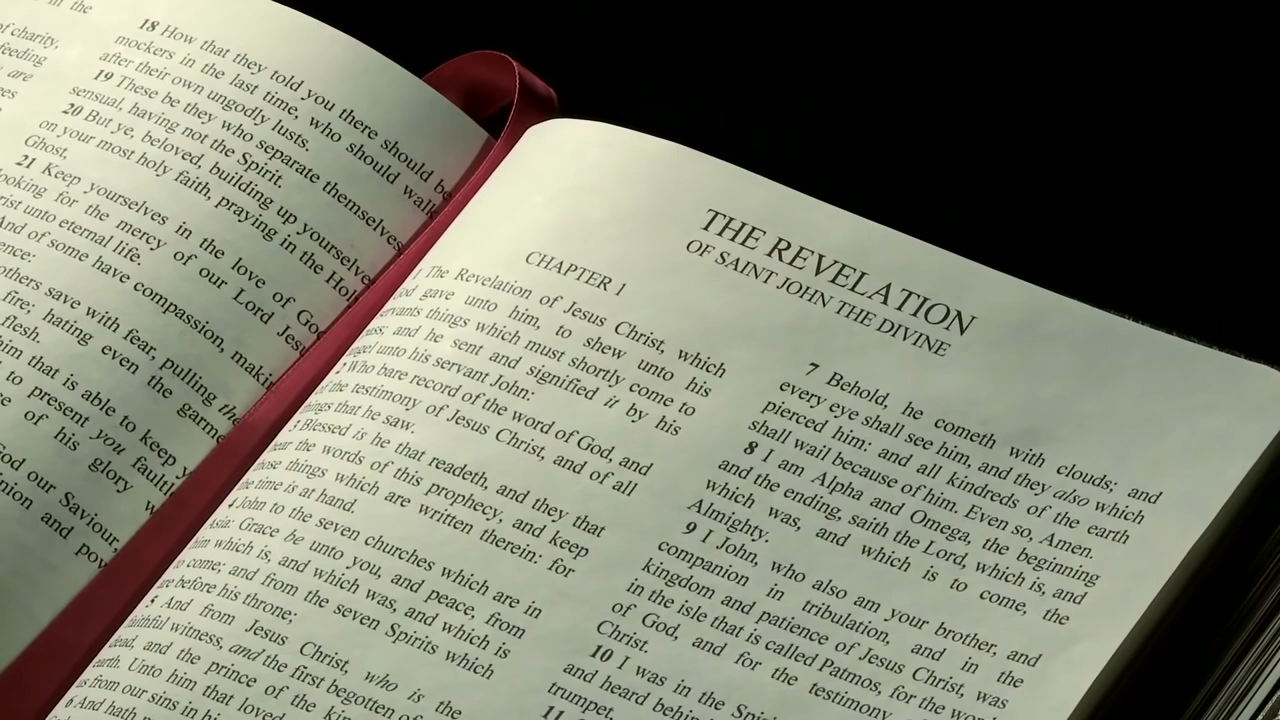 in the
of charity,
feeding
are
18 How that they told you there should be
mockers in the last time, who should walk
after their own ungodly lusts.
19 These be they who separate themselves,
sensual, having not the Spirit.
20 But ye, beloved, building up yourselves
on your most holy faith, praying in the Holy
Ghost,
21 Keep yourselves in the love of God,
looking for the mercy of our Lord Jesus
unto eternal life.
And of some have compassion, making
others save with fear, pulling
fire; hating even the
flesh.
him that is able to keep
to present you
of his glory
God our Saviour,
and
THE REVELATION
OF SAINT JOHN THE DIVINE
CHAPTER 1
1 The Revelation of Jesus Christ, which
God gave unto him, to shew unto his
servants things which must shortly come to
pass; and he sent and signified it by his
angel unto his servant John:
2 Who bare record of the word of God, and
of the testimony of Jesus Christ, and of all
things that he saw.
3 Blessed is he that readeth, and they that
hear the words of this prophecy, and keep
those things which are written therein: for
the time is at hand.
4 John to the seven churches which are in
Asia: Grace be unto you, and peace, from
him which is, and which was, and which is
to come; and from the seven Spirits which
are before his throne;
5 And from Jesus Christ, who is the
faithful witness, and the first begotten of
dead, and the prince of the
earth. Unto him that loved
us from our sins in his
6 And hath
7 Behold, he cometh with clouds; and
every eye shall see him, and they also which
pierced him: and all kindreds of the earth
shall wail because of him. Even so, Amen.
8 I am Alpha and Omega, the beginning
and the ending, saith the Lord, which is, and
which was, and which is to come, the
Almighty.
9 I John, who also am your brother, and
companion in tribulation, and in the
kingdom and patience of Jesus Christ, was
in the isle that is called Patmos, for the word
of God, and for the testimony
Christ.
10 I was in the
and heard
trumpet,
11